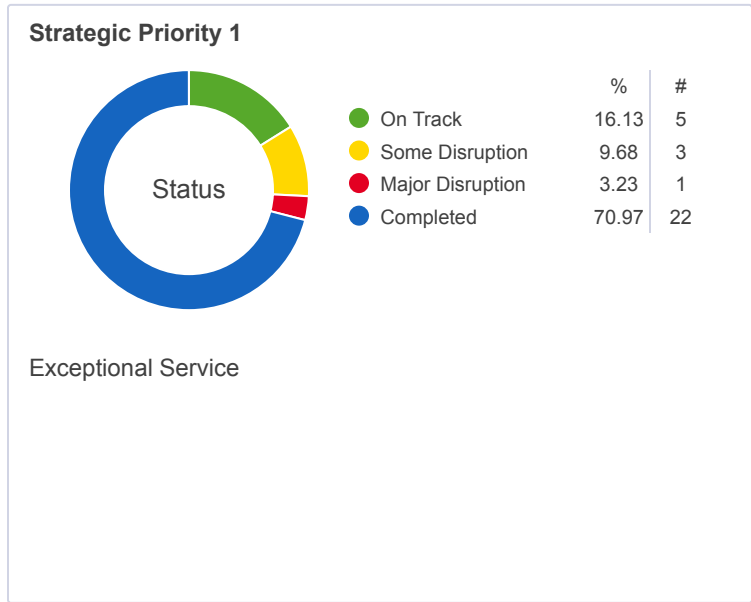 Strategic Priority 1
Status
% #
On Track 16.13 5
Some Disruption 9.68 3
Major Disruption 3.23 1
Completed 70.97 22
Exceptional Service